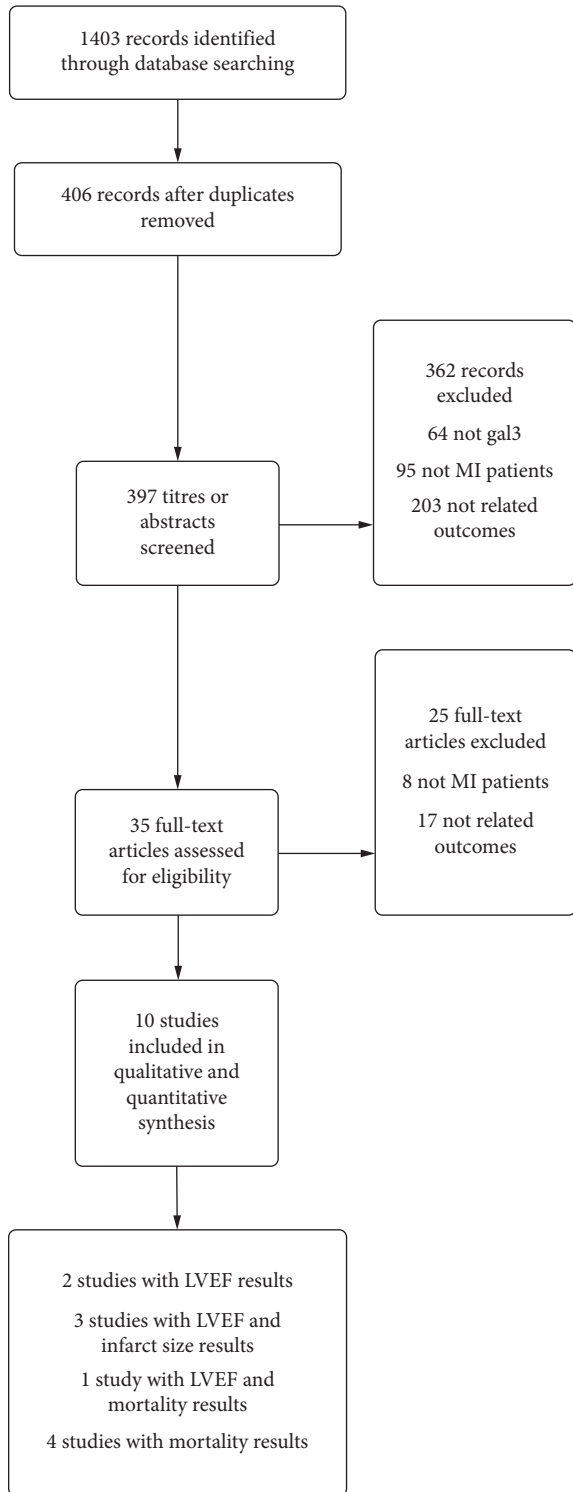 1403 records identified
through database searching
406 records after duplicates
removed
362 records
excluded
64 not gal3
95 not MI patients
203 not related
outcomes
397 titres or
abstracts
screened
25 full-text
articles excluded
8 not MI patients
17 not related
outcomes
35 full-text
articles assessed
for eligibility
10 studies
included in
qualitative and
quantitative
synthesis
2 studies with LVEF results
3 studies with LVEF and
infarct size results
1 study with LVEF and
mortality results
4 studies with mortality results